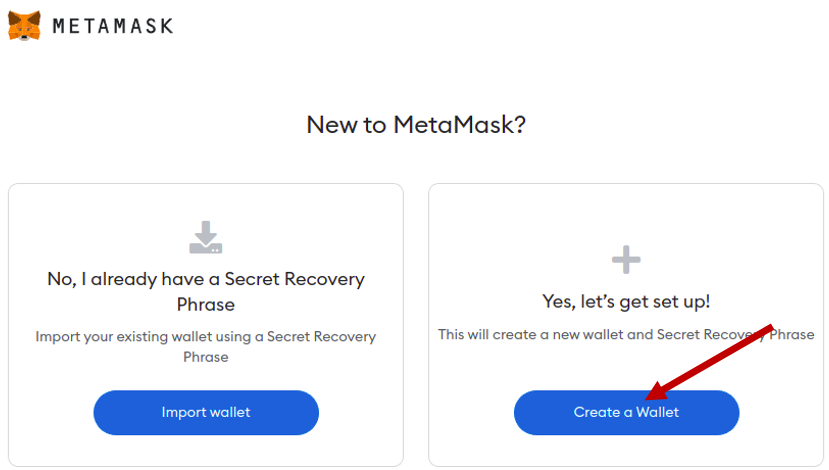 METAMASK
New to MetaMask?
No, I already have a Secret Recovery
Phrase
Import your existing wallet using a Secret Recovery
Phrase
Import wallet
Yes, let’s get set up!
This will create a new wallet and Secret Recovery Phrase
Create a Wallet